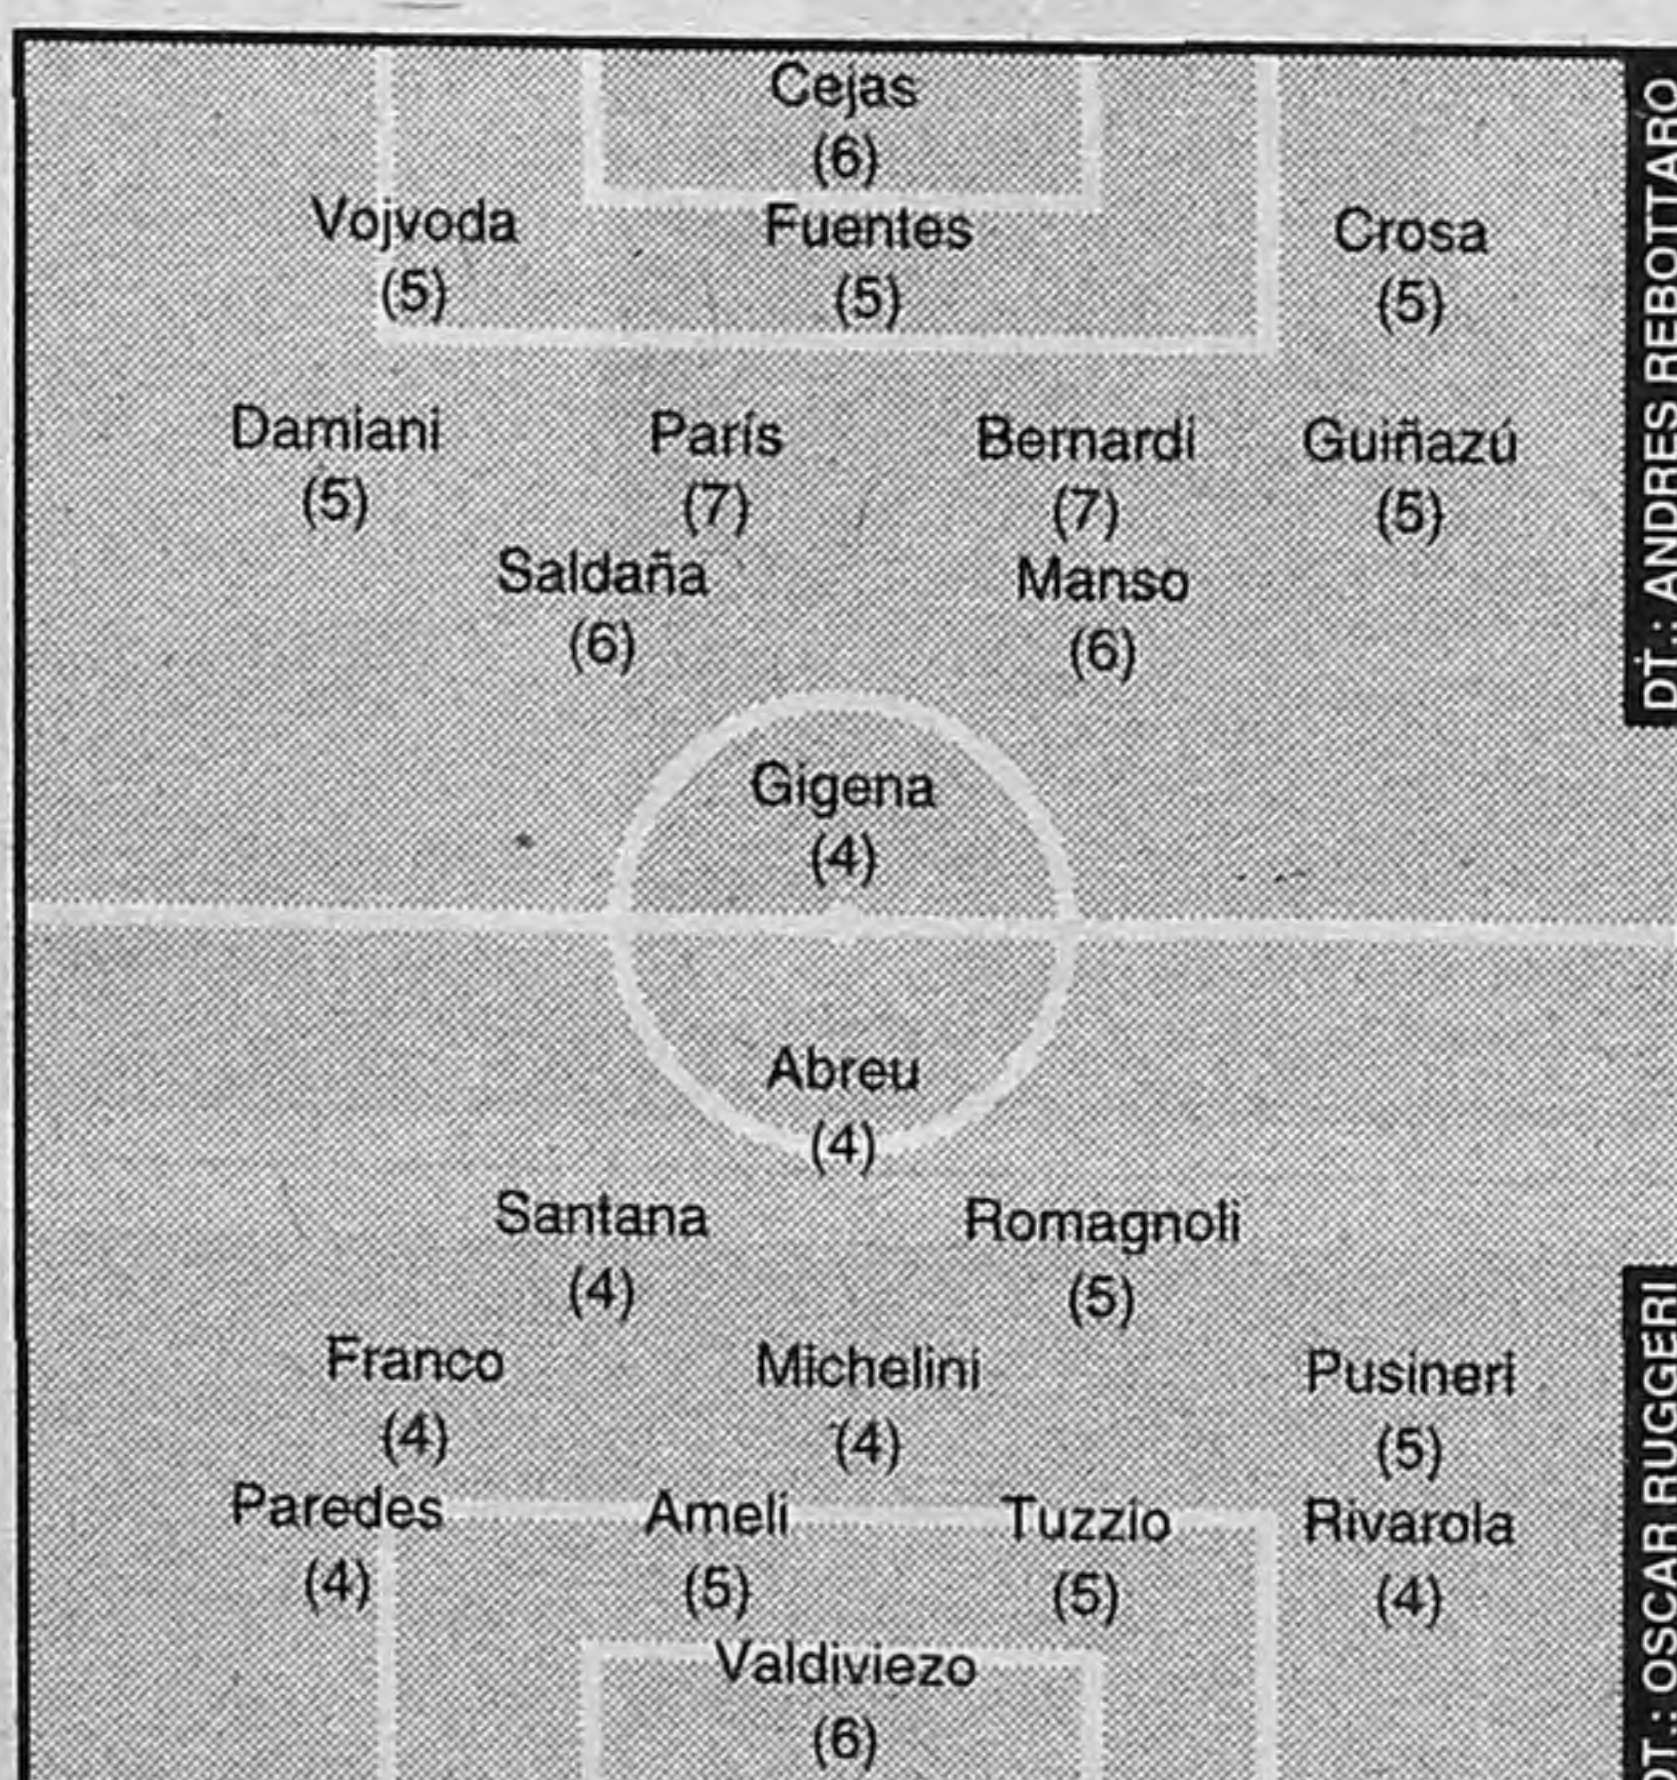 Cejas
(6)
Vojvoda Fuentes Crosa
(5) (5) (5)
Damiani París Bernardi Guiñazú
(5) (7) (7) (5)
Saldaña Manso
(6) (6)
Gigena
(4)
DT.: ANDRES REBOTTARO
Abreu
(4)
Santana Romagnoli
(4) (5)
Franco Michelini Pusineri
(4) (4) (5)
Paredes Ameli Tuzzio Rivarola
(4) (5) (5) (4)
Valdiviezo
(6)
DT.: OSCAR RUGGERI